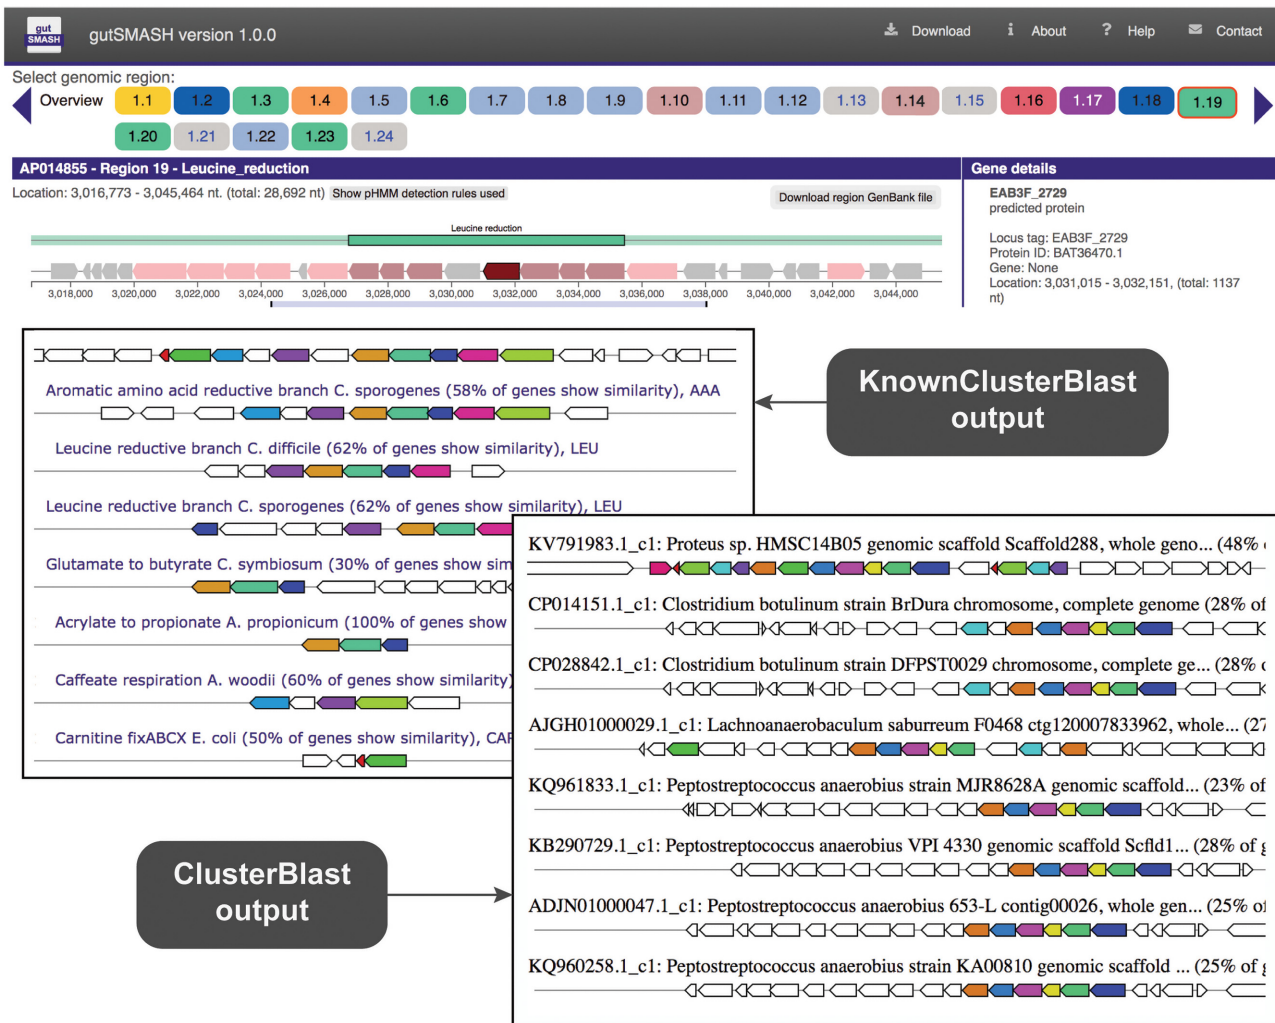 gut
SMASH
gutSMASH version 1.0.0
Download
About
Help
Contact
Select genomic region:
Overview 1.1 1.2 1.3 1.4 1.5 1.6 1.7 1.8 1.9 1.10 1.11 1.12 1.13 1.14 1.15 1.16 1.17 1.18 1.19
1.20 1.21 1.22 1.23 1.24
AP014855 - Region 19 - Leucine_reduction
Location: 3,016,773 - 3,045,464 nt. (total: 28,692 nt) Show pHMM detection rules used
Download region GenBank file
Leucine reduction
3,018,000 3,020,000 3,022,000 3,024,000 3,026,000 3,028,000 3,030,000 3,032,000 3,034,000 3,036,000 3,038,000 3,040,000 3,042,000 3,044,000
Gene details
EAB3F_2729
predicted protein
Locus tag: EAB3F_2729
Protein ID: BAT36470.1
Gene: None
Location: 3,031,015 - 3,032,151, (total: 1137
nt)
KnownClusterBlast
output
Aromatic amino acid reductive branch C. sporogenes (58% of genes show similarity), AAA
Leucine reductive branch C. difficile (62% of genes show similarity), LEU
Leucine reductive branch C. sporogenes (62% of genes show similarity), LEU
Glutamate to butyrate C. symbiosum (30% of genes show sim
Acrylate to propionate A. propionicum (100% of genes show
Caffeate respiration A. woodii (60% of genes show similarity)
Carnitine fixABCX E. coli (50% of genes show similarity), CAR
ClusterBlast
output
KV791983.1_c1: Proteus sp. HMSC14B05 genomic scaffold Scaffold288, whole geno... (48%
CP014151.1_c1: Clostridium botulinum strain BrDura chromosome, complete genome (28% of
CP028842.1_c1: Clostridium botulinum strain DFPST0029 chromosome, complete ge... (28%
AJGH01000029.1_c1: Lachnoanaerobaculum saburreum F0468 ctg120007833962, whole... (27
KQ961833.1_c1: Peptostreptococcus anaerobius strain MJR8628A genomic scaffold... (23% of
KB290729.1_c1: Peptostreptococcus anaerobius VPI 4330 genomic scaffold Scfld1... (28% of
ADJN01000047.1_c1: Peptostreptococcus anaerobius 653-L contig00026, whole gen... (25% of
KQ960258.1_c1: Peptostreptococcus anaerobius strain KA00810 genomic scaffold ... (25% of